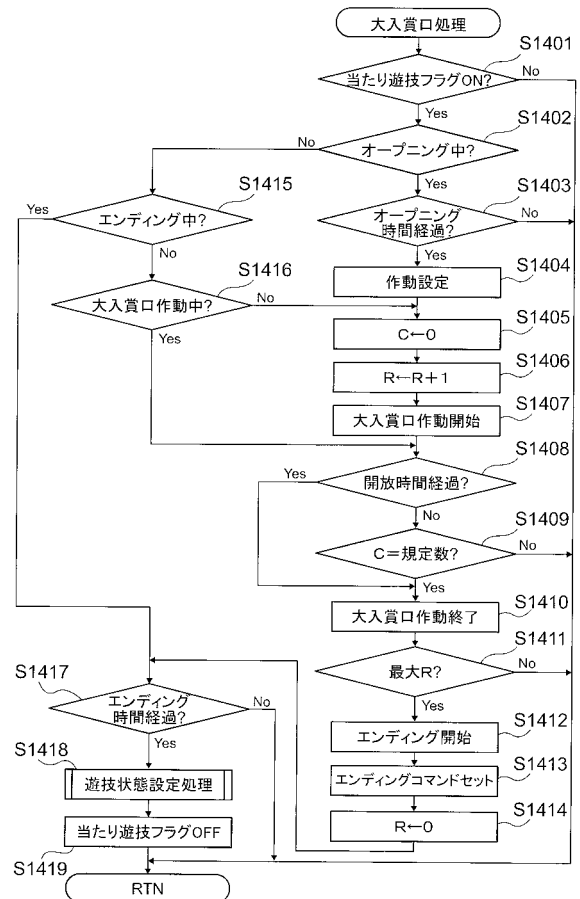 大入賞口処理
S1401
当たり遊技フラグON?
No
Yes
S1402
No
オープニング中?
S1415
Yes
S1403
Yes
エンディング中?
オープニング
時間経過?
No
No
Yes
S1416
S1404
作動設定
大入賞口作動中?
No
S1405
C←0
Yes
S1406
R←R+1
S1407
大入賞口作動開始
S1408
Yes
開放時間経過?
No
S1409
C=規定数?
No
Yes
S1410
大入賞口作動終了
S1411
S1417
最大R?
No
エンディング
時間経過?
No
Yes
S1412
Yes
エンディング開始
S1418
S1413
遊技状態設定処理
エンディングコマンドセット
S1414
当たり遊技フラグOFF
R←0
S1419
RTN